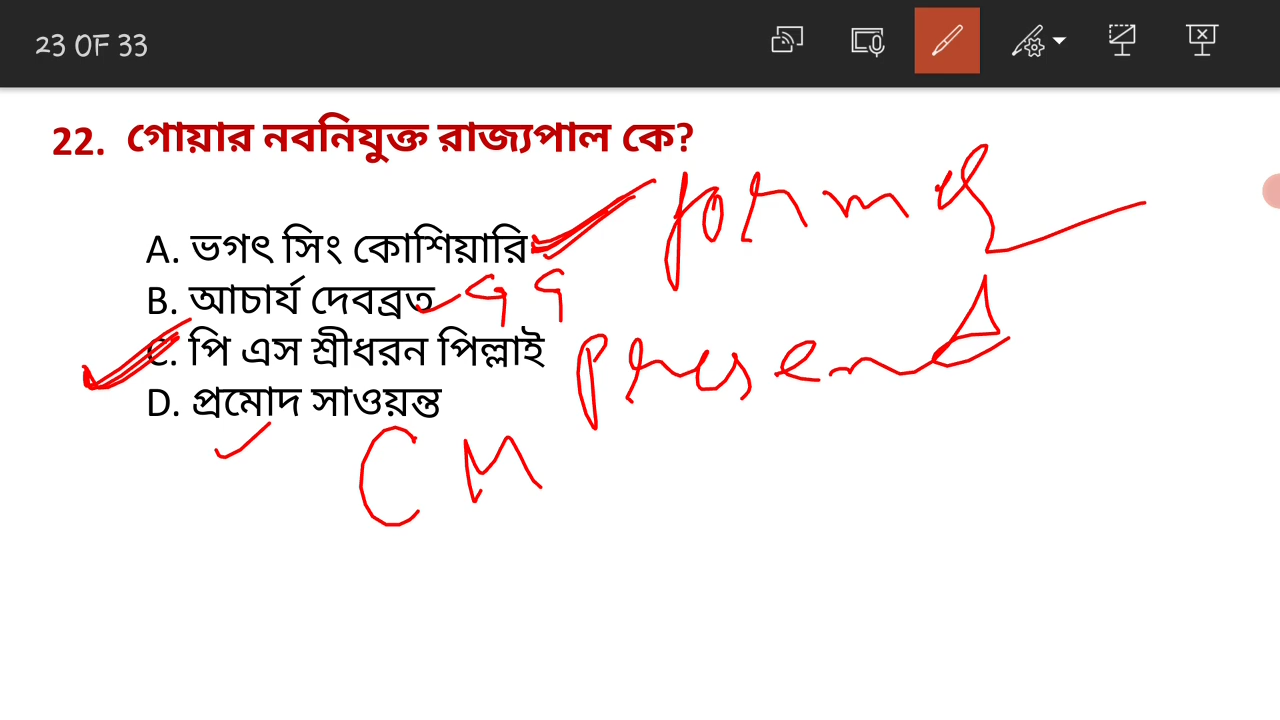 23 OF 33
22. গোয়ার নবনিযুক্ত রাজ্যপাল কে?
A. ভগৎ সিং কোশিয়ারি former
B. আচার্য দেবব্রত
C. পি এস শ্রীধরন পিল্লাই present
D. প্রমোদ সাওয়ন্ত
CM